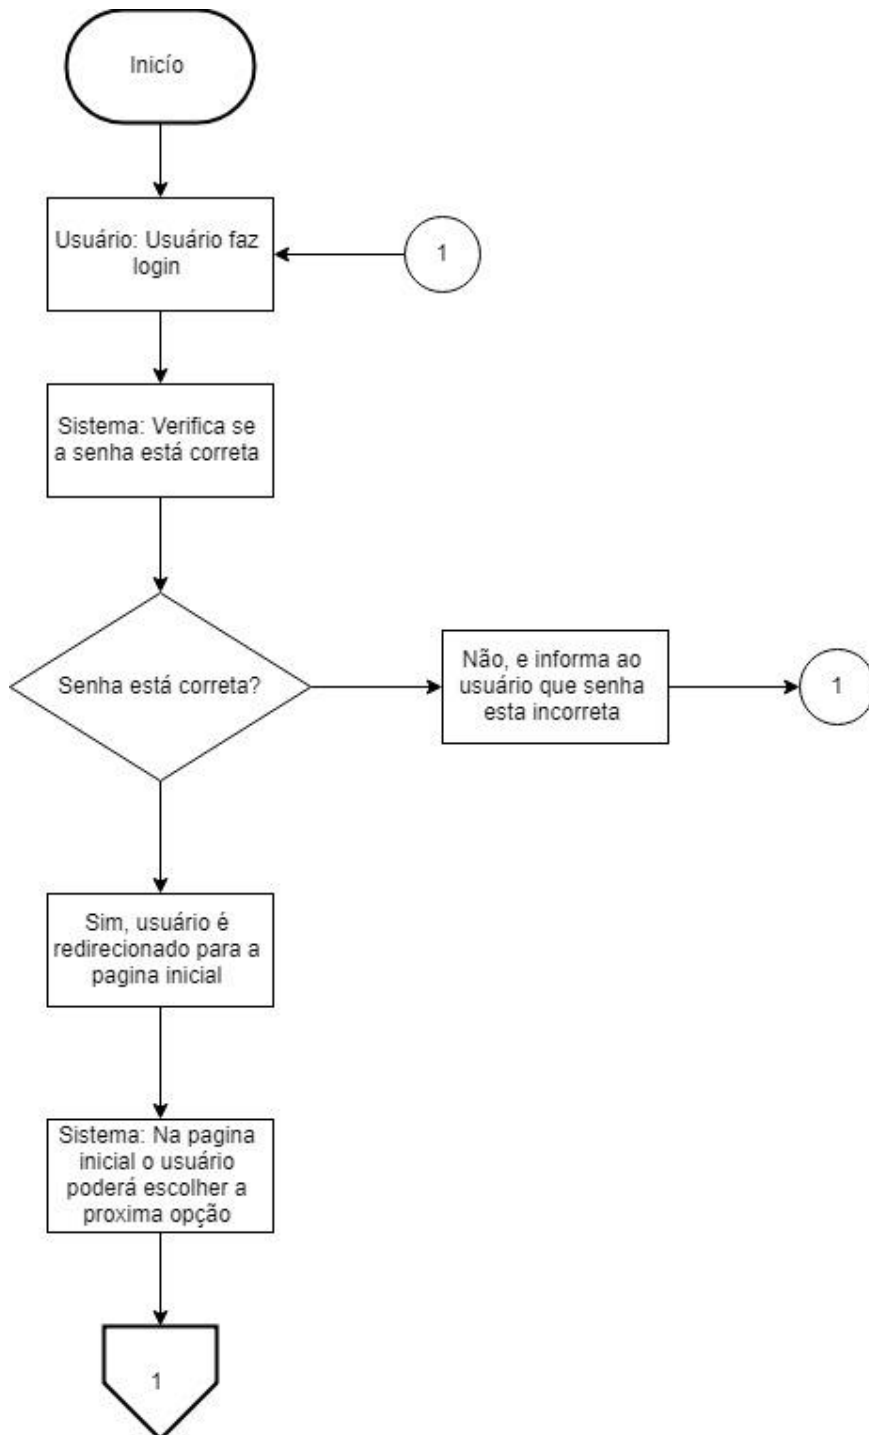 Inicío
Usuário: Usuário faz
login
1
Sistema: Verifica se
a senha está correta
Senha está correta?
Não, e informa ao
usuário que senha
esta incorreta
1
Sim, usuário é
redirecionado para a
pagina inicial
Sistema: Na pagina
inicial o usuário
poderá escolher a
proxima opção
1